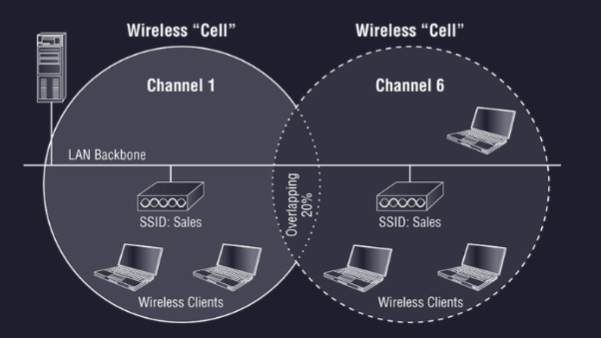 Wireless “Cell”
Wireless “Cell”
Channel 1
Channel 6
LAN Backbone
Overlapping
20%
SSID: Sales
SSID: Sales
Wireless Clients
Wireless Clients